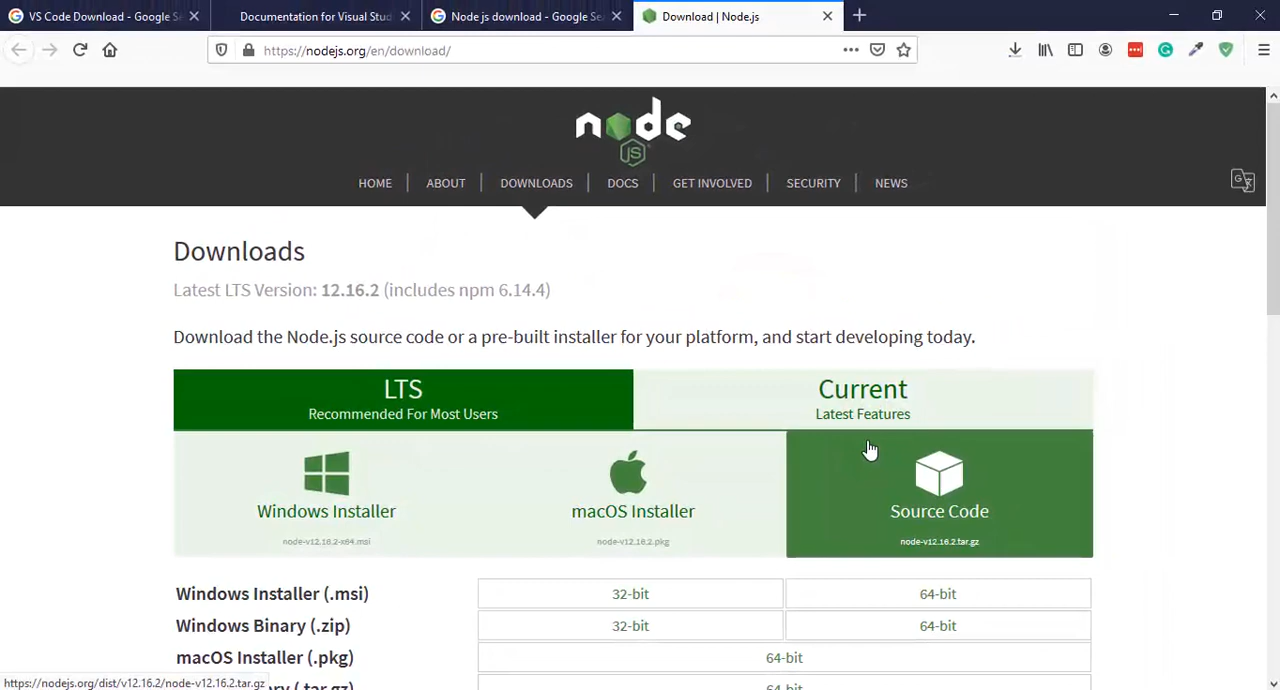 VS Code Download - Google Se
Documentation for Visual Stud
Node js download - Google Sea
Download | Node.js
https://nodejs.org/en/download/
node
JS
HOME
ABOUT
DOWNLOADS
DOCS
GET INVOLVED
SECURITY
NEWS
Downloads
Latest LTS Version: 12.16.2 (includes npm 6.14.4)
Download the Node.js source code or a pre-built installer for your platform, and start developing today.
LTS
Recommended For Most Users
Current
Latest Features
Windows Installer
node-v12.16.2-x64.msi
macOS Installer
node-v12.16.2.pkg
Source Code
node-v12.16.2.tar.gz
Windows Installer (.msi)
32-bit
64-bit
Windows Binary (.zip)
32-bit
64-bit
macOS Installer (.pkg)
64-bit
https://nodejs.org/dist/v12.16.2/node-v12.16.2.tar.gz
(.tar.gz)
64-bit